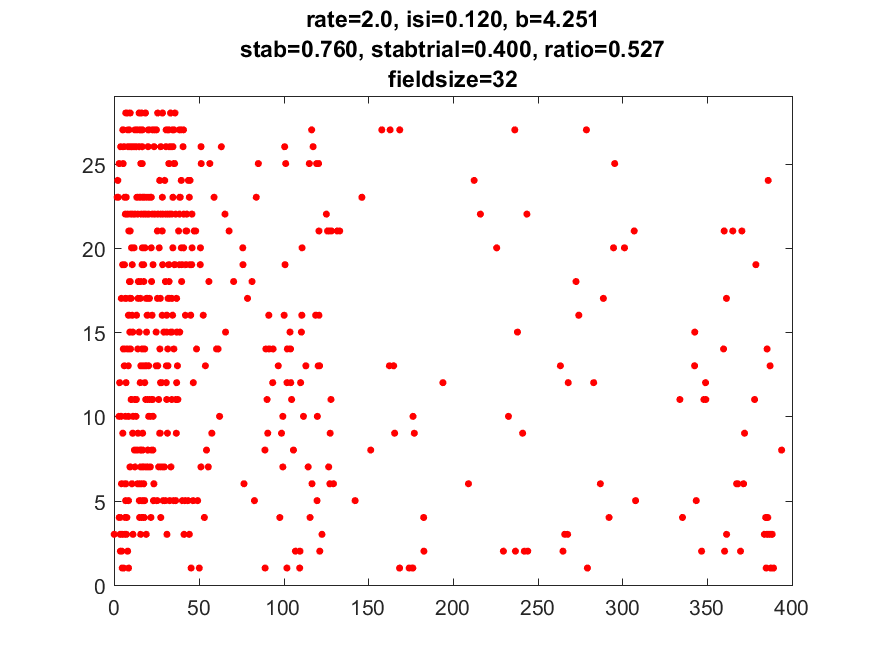 rate=2.0, isi=0.120, b=4.251
stab=0.760, stabtrial=0.400, ratio=0.527
fieldsize=32
25
20
15
10
5
0
0 50 100 150 200 250 300 350 400